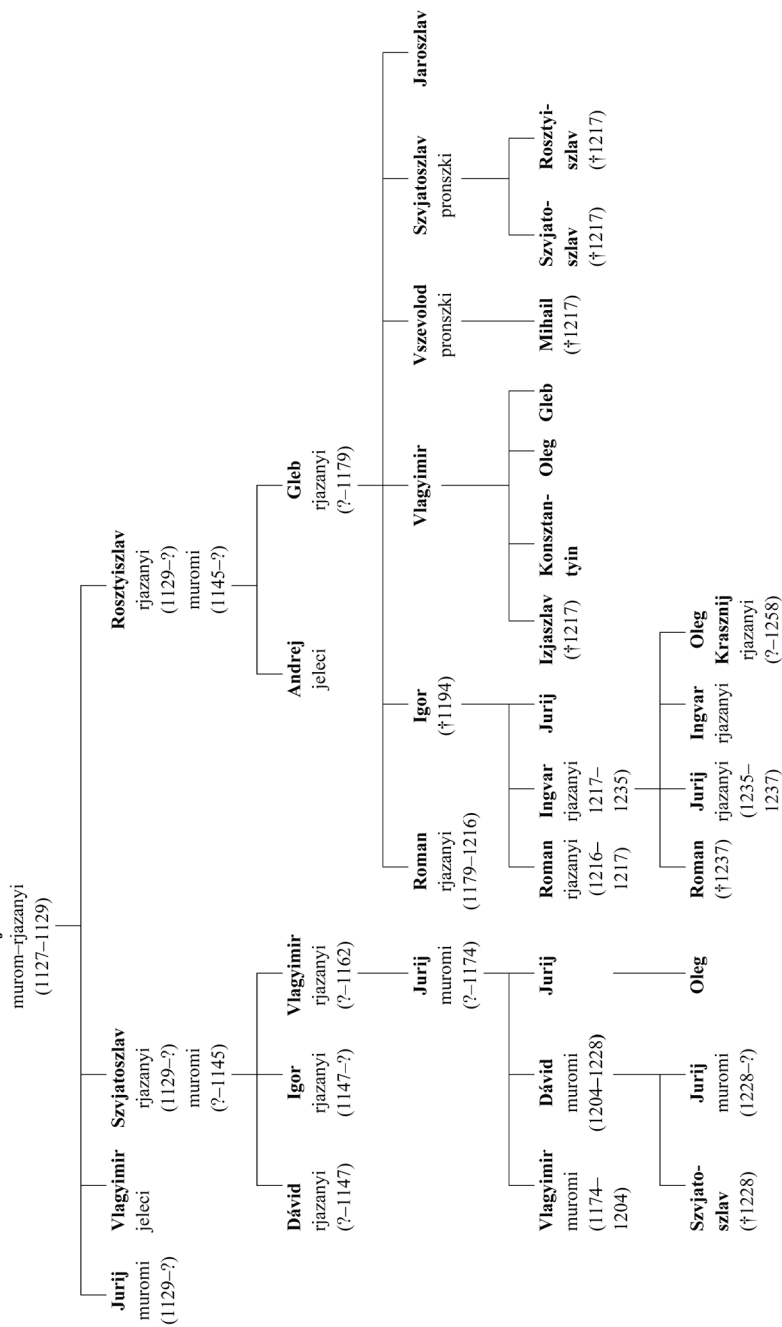 murom–rjazanyi
(1127–1129)
Jurij
muromi
(1129–?)
Vlagyimir
jeleci
Szvjatoszlav
rjazanyi
(1129–?)
muromi
(?–1145)
Rosztyiszlav
rjazanyi
(1129–?)
muromi
(1145–?)
Dávid
rjazanyi
(?–1147)
Igor
rjazanyi
(1147–?)
Vlagyimir
rjazanyi
(?–1162)
Andrej
jeleci
Gleb
rjazanyi
(?–1179)
Jurij
muromi
(?–1174)
Roman
rjazanyi
(1179–1216)
Igor
(†1194)
Vlagyimir
Vszevolod
pronszki
Szvjatoszlav
pronszki
Jaroszlav
Vlagyimir
muromi
(1174–
1204)
Dávid
muromi
(1204–1228)
Jurij
Roman
rjazanyi
(1216–
1217)
Ingvar
rjazanyi
1217–
1235)
Jurij
Izjaszlav
(†1217)
Konsztan-
tyin
Oleg
Gleb
Mihail
(†1217)
Szvjato-
szlav
(†1217)
Rosztyi-
szlav
(†1217)
Szvjato-
szlav
(†1228)
Jurij
muromi
(1228–?)
Oleg
Roman
(†1237)
Jurij
rjazanyi
(1235–
1237)
Ingvar
rjazanyi
Oleg
Krasznij
rjazanyi
(?–1258)